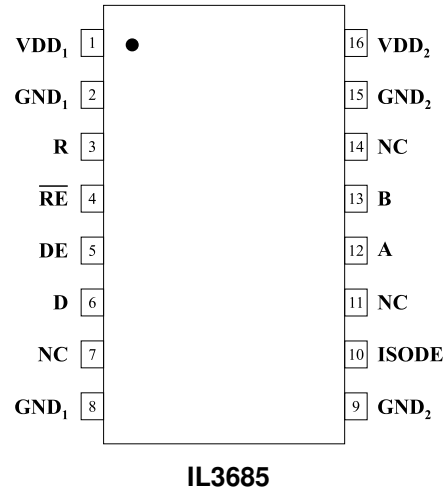 VDD₁ 1 16 VDD₂
GND₁ 2 15 GND₂
R 3 14 NC
R̅E̅ 4 13 B
DE 5 12 A
D 6 11 NC
NC 7 10 ISODE
GND₁ 8 9 GND₂
IL3685